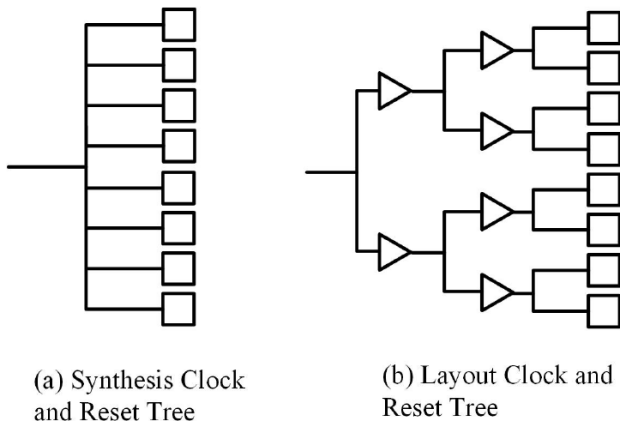 (a) Synthesis Clock
and Reset Tree
(b) Layout Clock and
Reset Tree